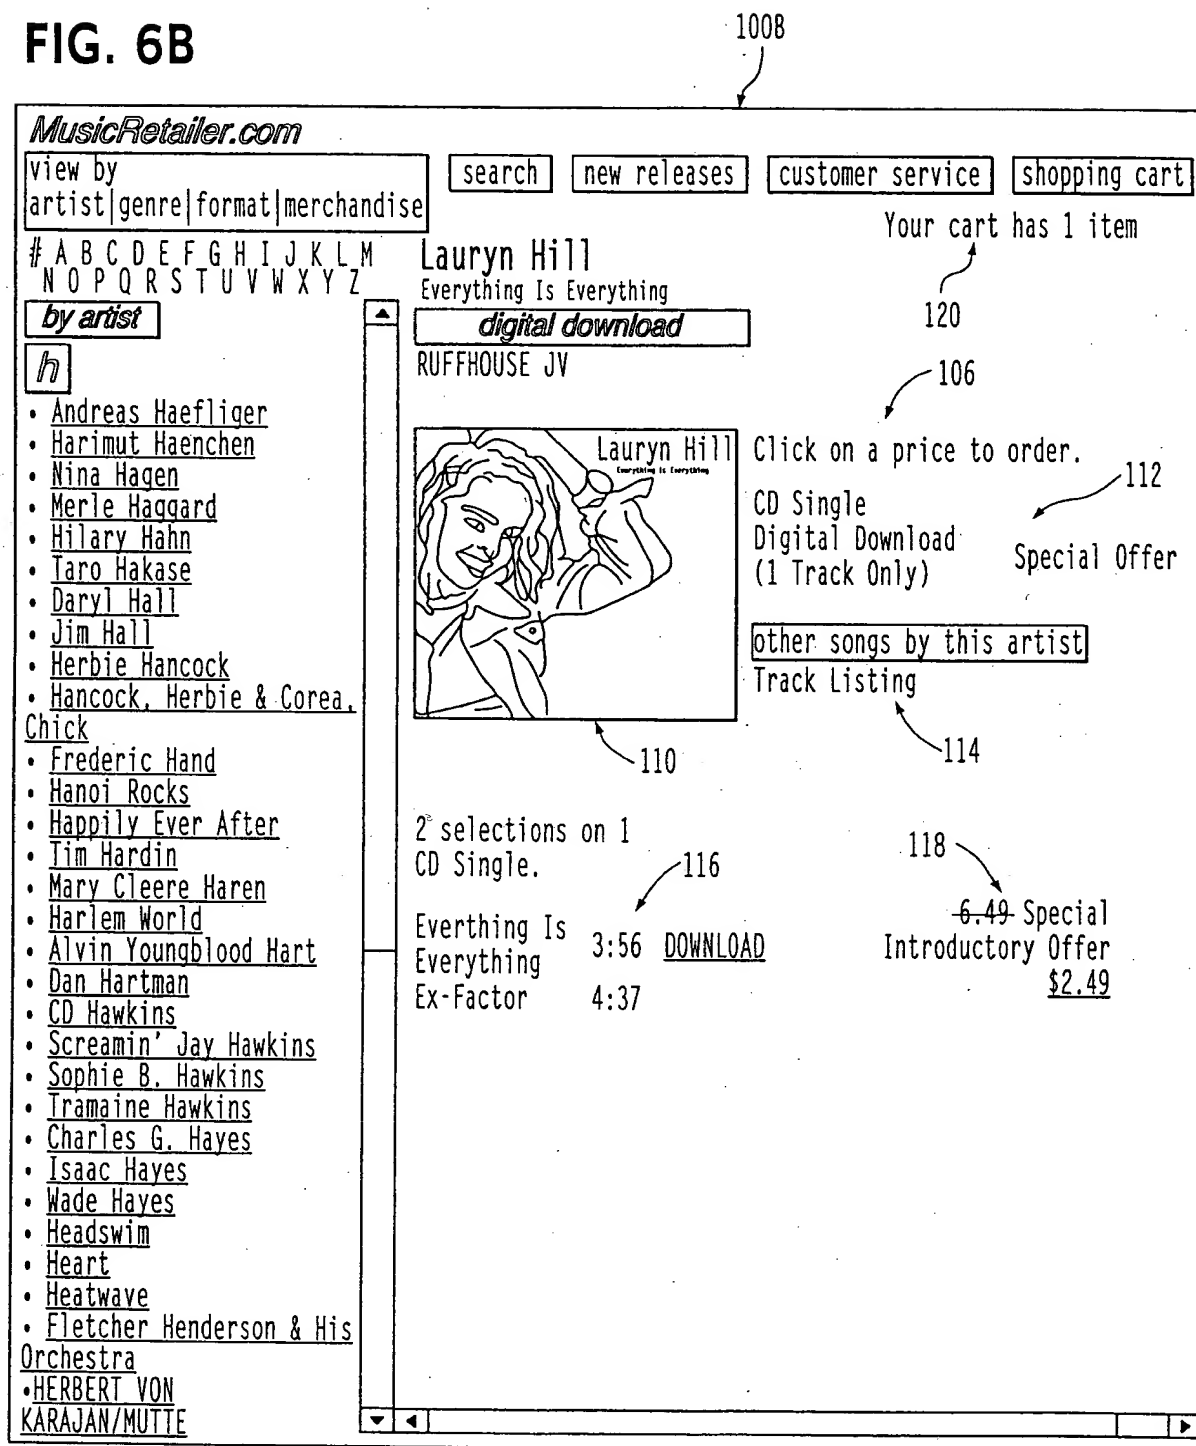 FIG. 6B
100B
MusicRetailer.com
view by
artist|genre|format|merchandise
search
new releases
customer service
shopping cart
Your cart has 1 item
120
# A B C D E F G H I J K L M
N O P Q R S T U V W X Y Z
by artist
h
• Andreas Haefliger
• Harimut Haenchen
• Nina Hagen
• Merle Haggard
• Hilary Hahn
• Taro Hakase
• Daryl Hall
• Jim Hall
• Herbie Hancock
• Hancock, Herbie & Corea,
Chick
• Frederic Hand
• Hanoi Rocks
• Happily Ever After
• Tim Hardin
• Mary Cleere Haren
• Harlem World
• Alvin Youngblood Hart
• Dan Hartman
• CD Hawkins
• Screamin' Jay Hawkins
• Sophie B. Hawkins
• Tramaine Hawkins
• Charles G. Hayes
• Isaac Hayes
• Wade Hayes
• Headswim
• Heart
• Heatwave
• Fletcher Henderson & His
Orchestra
•HERBERT VON
KARAJAN/MUTTE
Lauryn Hill
Everything Is Everything
digital download
RUFFHOUSE JV
106
Lauryn Hill
Everything Is Everything
110
Click on a price to order.
112
CD Single
Digital Download
(1 Track Only)
Special Offer
other songs by this artist
Track Listing
114
2 selections on 1
CD Single.
116
118
Everthing Is
Everything
3:56 DOWNLOAD
Ex-Factor 4:37
6.49 Special
Introductory Offer
$2.49